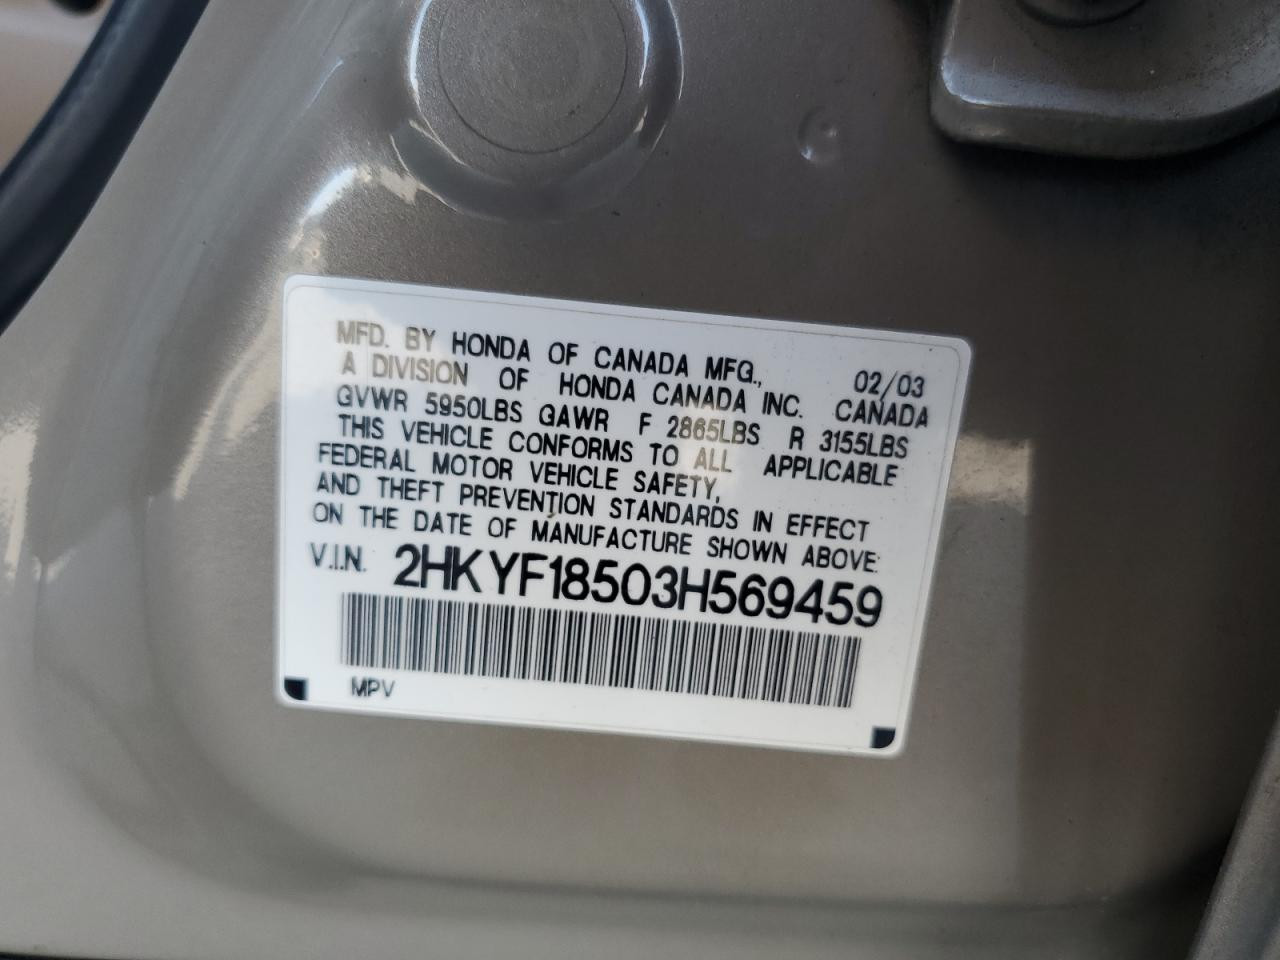 MFD. BY HONDA OF CANADA MFG., 02/03
A DIVISION OF HONDA CANADA INC. CANADA
GVWR 5950LBS GAWR F 2865LBS R 3155LBS
THIS VEHICLE CONFORMS TO ALL APPLICABLE
FEDERAL MOTOR VEHICLE SAFETY,
AND THEFT PREVENTION STANDARDS IN EFFECT
ON THE DATE OF MANUFACTURE SHOWN ABOVE:
V.I.N. 2HKYF18503H569459
MPV